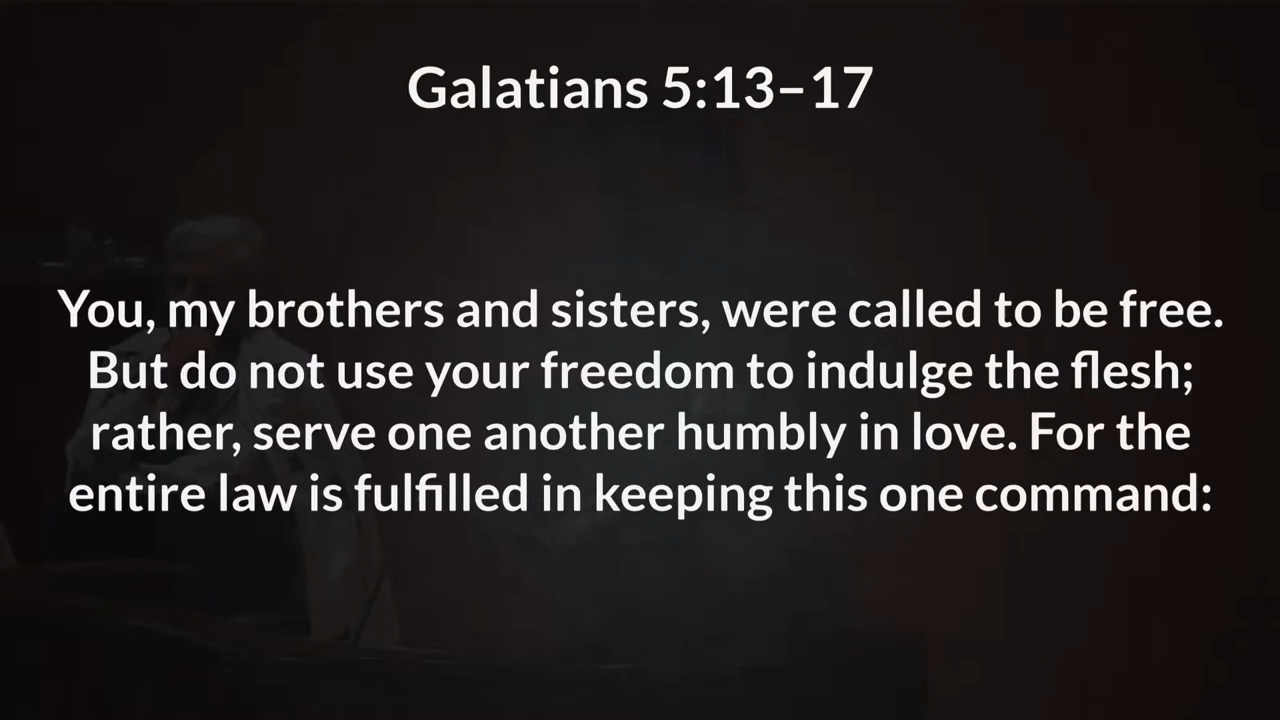 Galatians 5:13–17
You, my brothers and sisters, were called to be free.
But do not use your freedom to indulge the flesh;
rather, serve one another humbly in love. For the
entire law is fulfilled in keeping this one command: